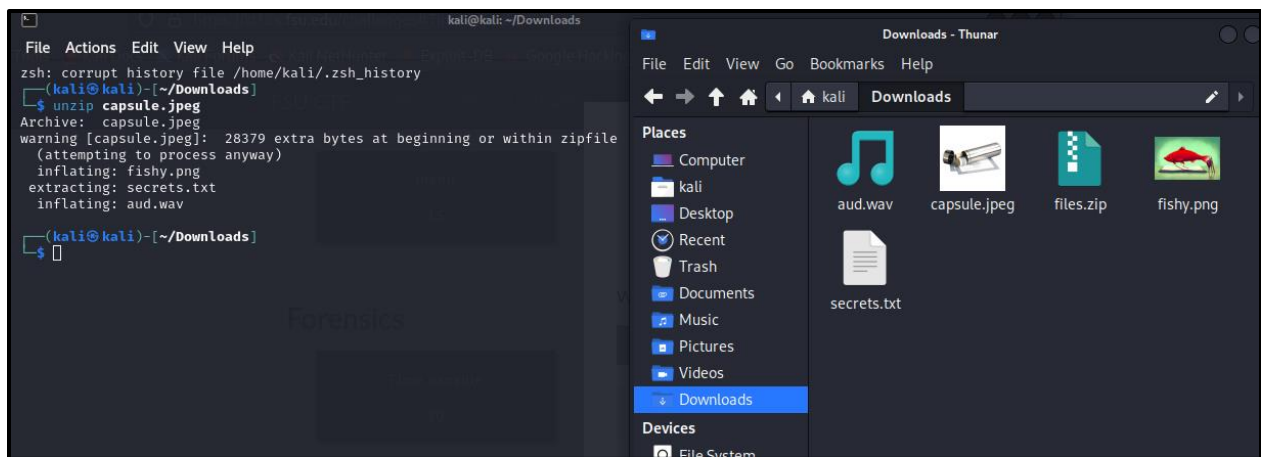 kali@kali: ~/Downloads
File Actions Edit View Help
zsh: corrupt history file /home/kali/.zsh_history
(kali㉿kali)-[~/Downloads]
$ unzip capsule.jpeg
Archive: capsule.jpeg
warning [capsule.jpeg]: 28379 extra bytes at beginning or within zipfile
(attempting to process anyway)
inflating: fishy.png
extracting: secrets.txt
inflating: aud.wav
(kali㉿kali)-[~/Downloads]
$
Forensics
Downloads - Thunar
File Edit View Go Bookmarks Help
kali Downloads
Places
Computer
kali
Desktop
Recent
Trash
Documents
Music
Pictures
Videos
Downloads
Devices
File System
aud.wav capsule.jpeg files.zip fishy.png
secrets.txt